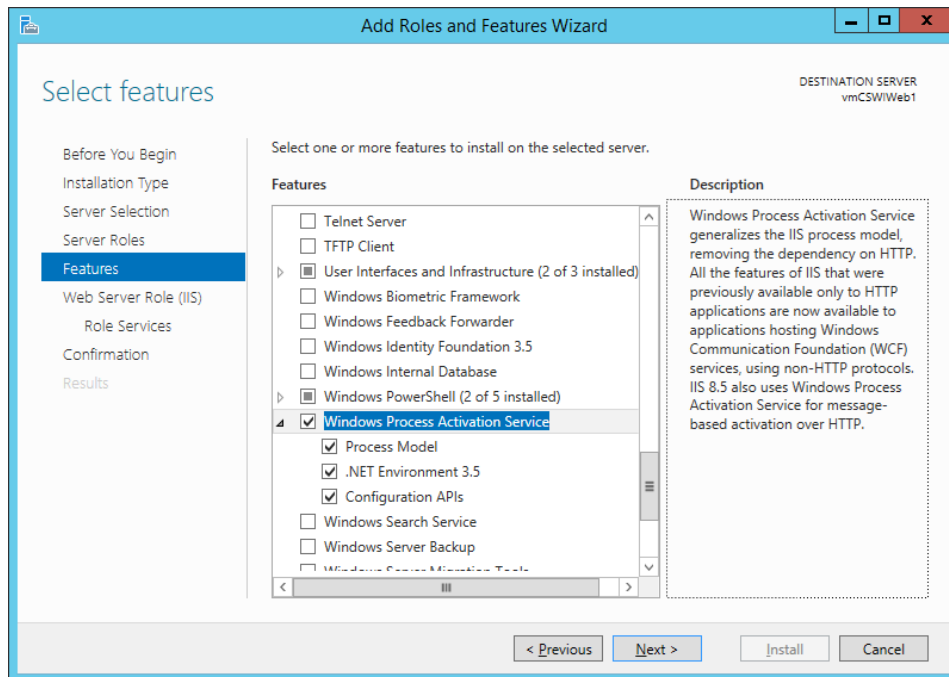 Add Roles and Features Wizard
Select features
DESTINATION SERVER
vmCSWIWeb1
Before You Begin
Installation Type
Server Selection
Server Roles
Features
Web Server Role (IIS)
Role Services
Confirmation
Results
Select one or more features to install on the selected server.
Features
Telnet Server
TFTP Client
User Interfaces and Infrastructure (2 of 3 installed)
Windows Biometric Framework
Windows Feedback Forwarder
Windows Identity Foundation 3.5
Windows Internal Database
Windows PowerShell (2 of 5 installed)
Windows Process Activation Service
Process Model
.NET Environment 3.5
Configuration APIs
Windows Search Service
Windows Server Backup
Windows Server Migration Tools
Description
Windows Process Activation Service
generalizes the IIS process model,
removing the dependency on HTTP.
All the features of IIS that were
previously available only to HTTP
applications are now available to
applications hosting Windows
Communication Foundation (WCF)
services, using non-HTTP protocols.
IIS 8.5 also uses Windows Process
Activation Service for message-
based activation over HTTP.
< Previous
Next >
Install
Cancel